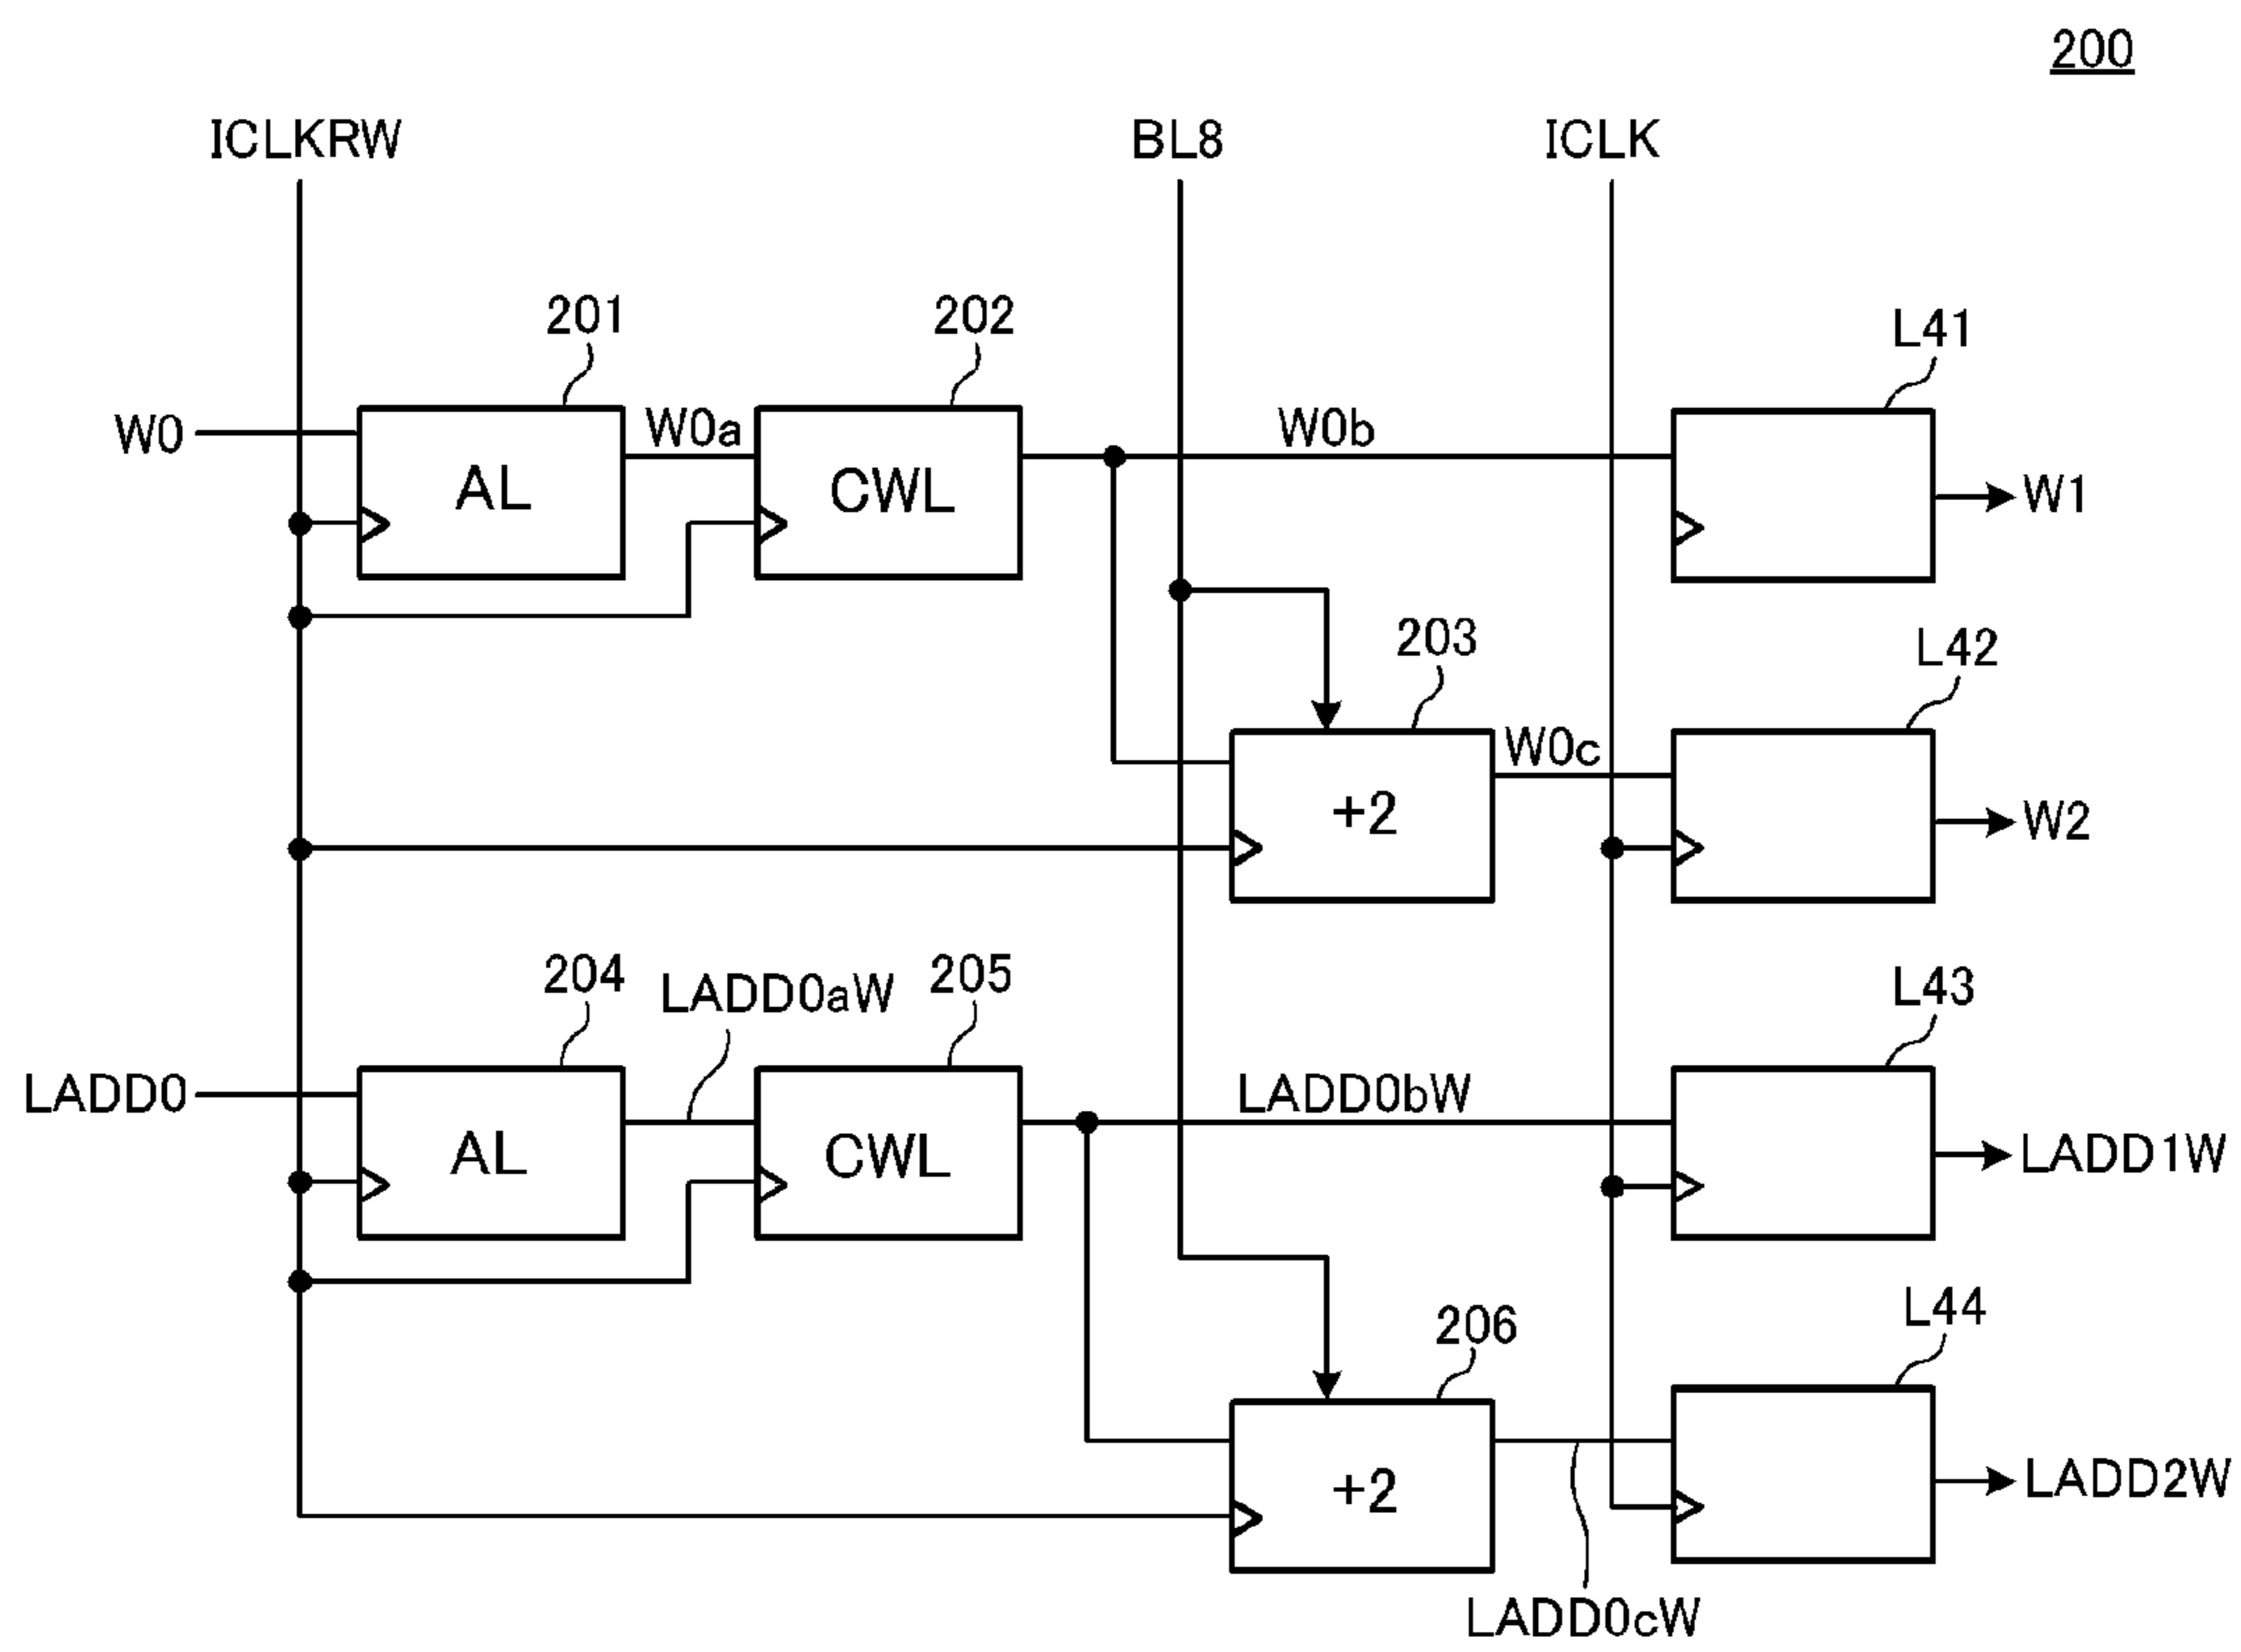 200
ICLKRW
BL8
ICLK
201
202
L41
W0
AL
W0a
CWL
W0b
W1
203
L42
+2
W0c
W2
204
LADD0aW
205
L43
LADD0
AL
CWL
LADD0bW
LADD1W
206
L44
+2
LADD2W
LADD0cW